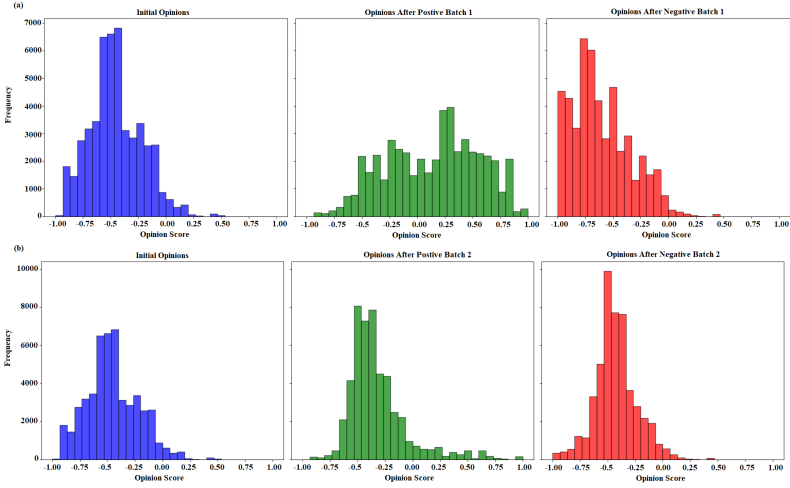 (a)
Initial Opinions
Opinions After Postive Batch 1
Opinions After Negative Batch 1
Frequency
7000
6000
5000
4000
3000
2000
1000
0
-1.00 -0.75 -0.50 -0.25 0.00 0.25 0.50 0.75 1.00
-1.00 -0.75 -0.50 -0.25 0.00 0.25 0.50 0.75 1.00
-1.00 -0.75 -0.50 -0.25 0.00 0.25 0.50 0.75 1.00
Opinion Score
Opinion Score
Opinion Score
(b)
Initial Opinions
Opinions After Postive Batch 2
Opinions After Negative Batch 2
Frequency
10000
8000
6000
4000
2000
0
-1.00 -0.75 -0.5 -0.25 0.00 0.25 0.50 0.75 1.00
-1.00 -0.75 -0.5 -0.25 0.00 0.25 0.50 0.75 1.00
-1.00 -0.75 -0.5 -0.25 0.00 0.25 0.50 0.75 1.00
Opinion Score
Opinion Score
Opinion Score